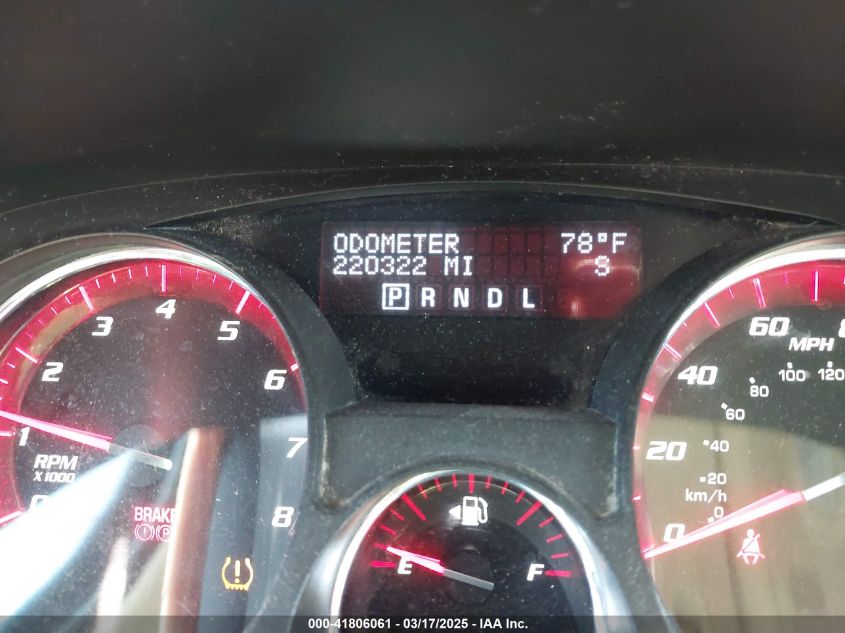 ODOMETER 78°F
220322 MI S
P R N D L
1 2 3 4 5 6 7 8
RPM
X1000
BRAKE
P
E F
0 20 40 60
MPH
0 20 40 60 80 100 120
km/h
000-41806061 - 03/17/2025 - IAA Inc.